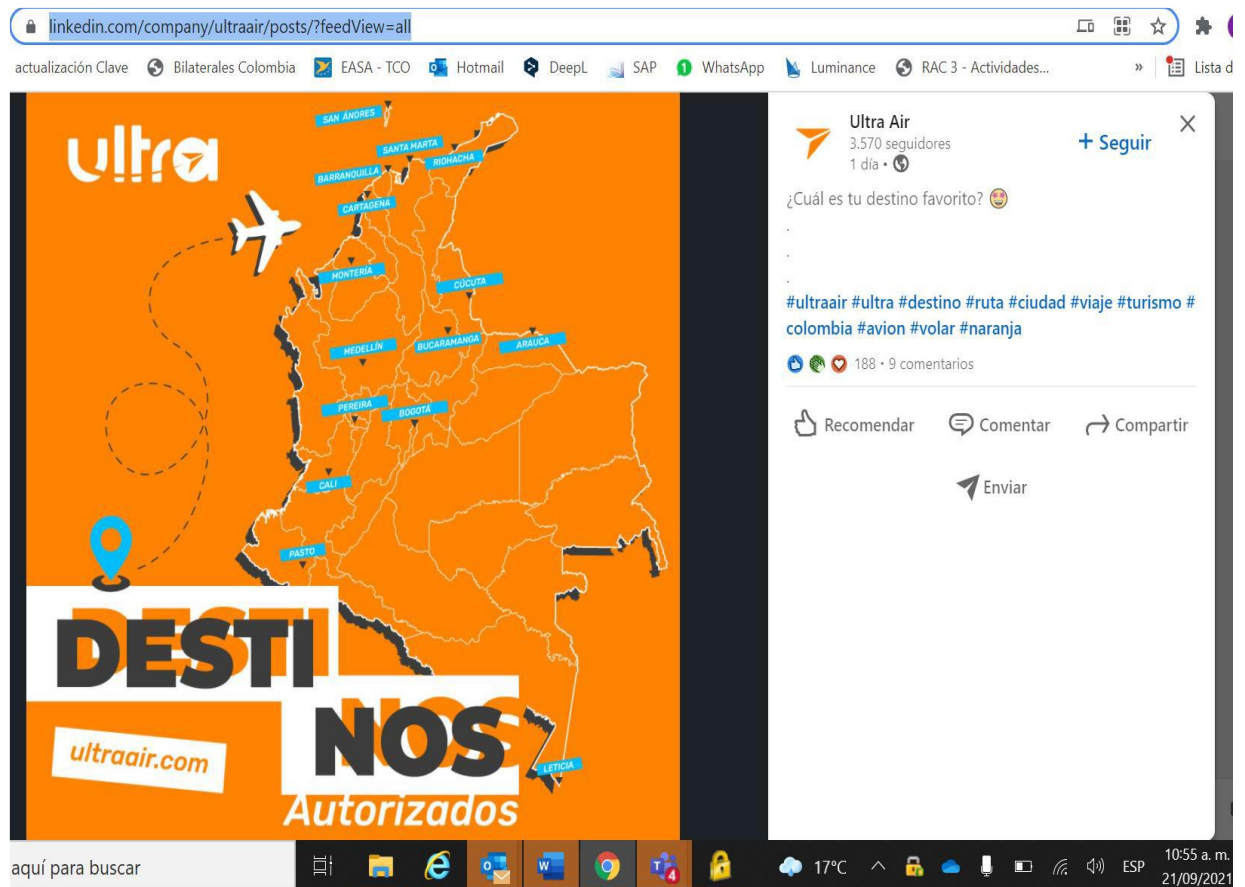 linkedin.com/company/ultraair/posts/?feedView=all
actualización Clave
Bilaterales Colombia
EASA - TCO
Hotmail
DeepL
SAP
WhatsApp
Luminance
RAC 3 - Actividades...
»
Lista d
ultra
SAN ÁNDRES
SANTA MARTA
RIOHACHA
BARRANQUILLA
CARTAGENA
MONTERÍA
CÚCUTA
MEDELLÍN
BUCARAMANGA
ARAUCA
PEREIRA
BOGOTÁ
CALI
PASTO
LETICIA
DESTI
NOS
Autorizados
ultraair.com
Ultra Air
3.570 seguidores
1 día •
+ Seguir
¿Cuál es tu destino favorito? 🤩
.
.
.
#ultraair #ultra #destino #ruta #ciudad #viaje #turismo #
colombia #avion #volar #naranja
188 • 9 comentarios
Recomendar
Comentar
Compartir
Enviar
aquí para buscar
4
17°C
ESP
10:55 a. m.
21/09/2021